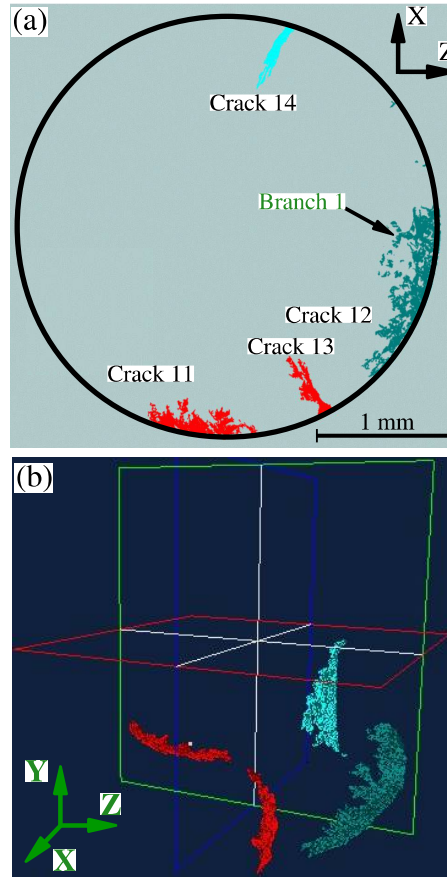 (a)
X
Z
Crack 14
Branch 1
Crack 12
Crack 13
Crack 11
1 mm
(b)
Y
Z
X